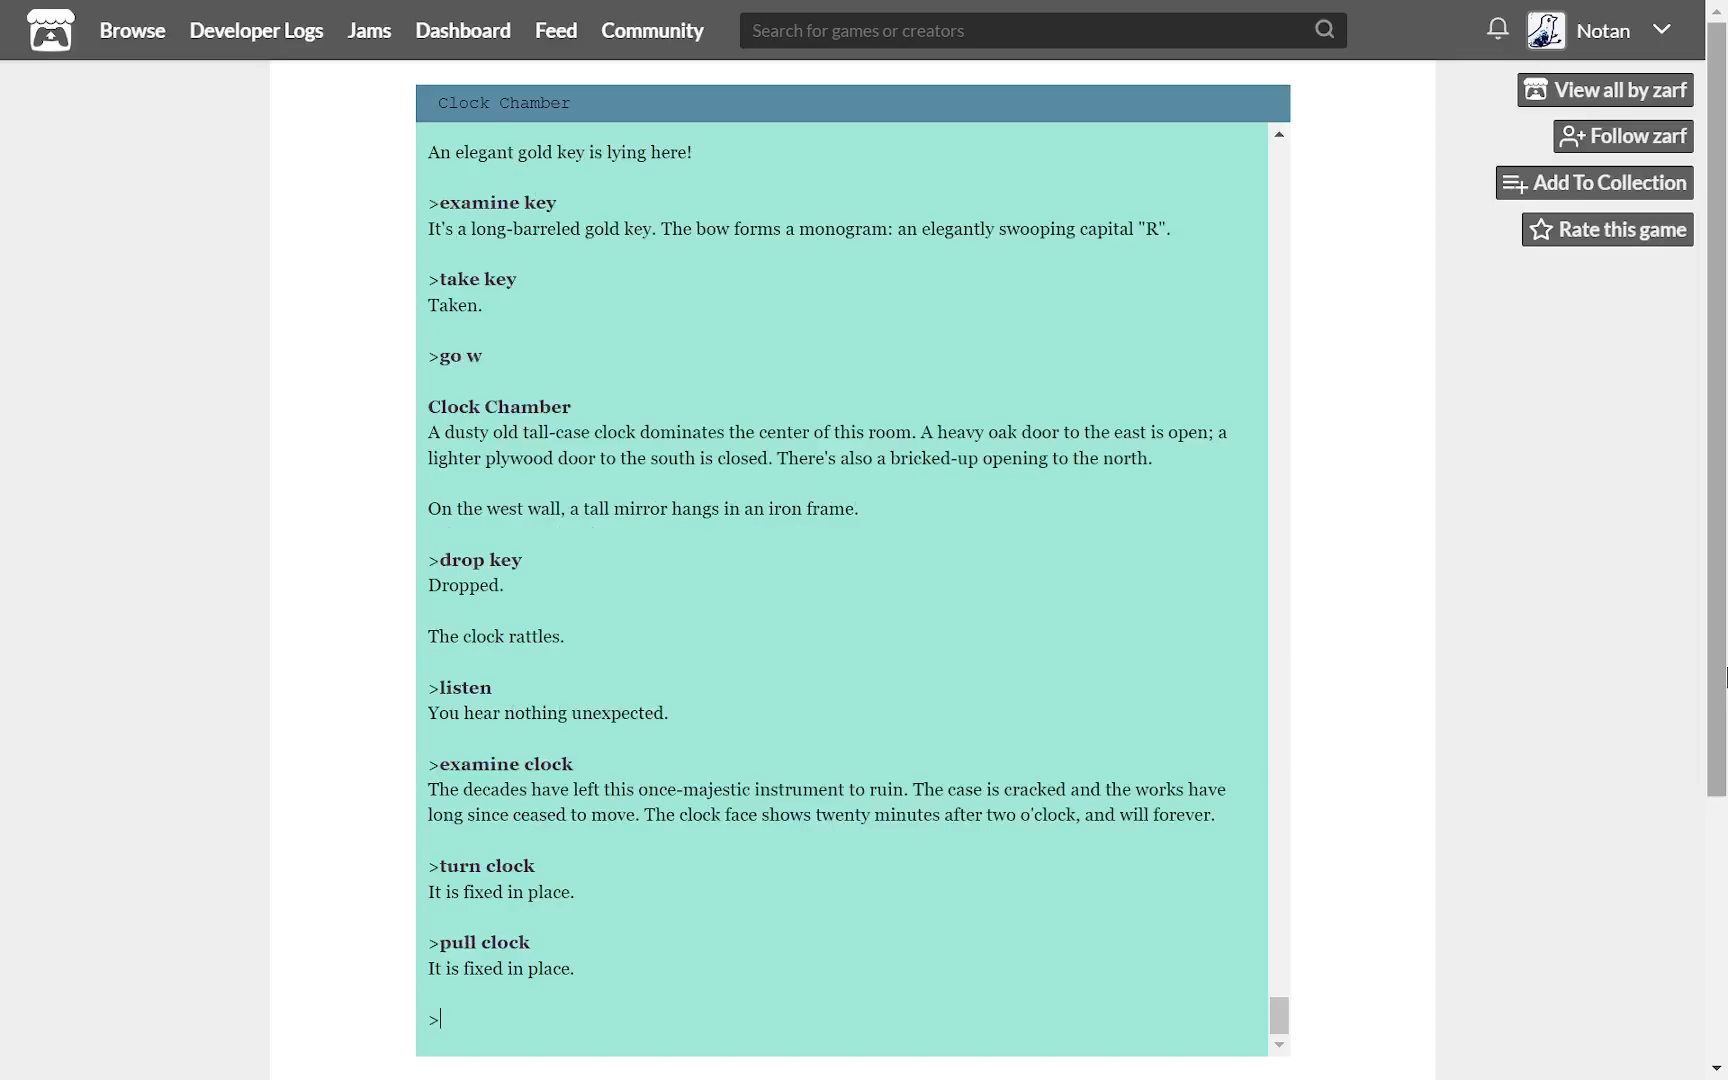 Browse Developer Logs Jams Dashboard Feed Community Search for games or creators Notan
View all by zarf
Follow zarf
Add To Collection
Rate this game
Clock Chamber
An elegant gold key is lying here!
>examine key
It's a long-barreled gold key. The bow forms a monogram: an elegantly swooping capital "R".
>take key
Taken.
>go w
Clock Chamber
A dusty old tall-case clock dominates the center of this room. A heavy oak door to the east is open; a
lighter plywood door to the south is closed. There's also a bricked-up opening to the north.
On the west wall, a tall mirror hangs in an iron frame.
>drop key
Dropped.
The clock rattles.
>listen
You hear nothing unexpected.
>examine clock
The decades have left this once-majestic instrument to ruin. The case is cracked and the works have
long since ceased to move. The clock face shows twenty minutes after two o'clock, and will forever.
>turn clock
It is fixed in place.
>pull clock
It is fixed in place.
>